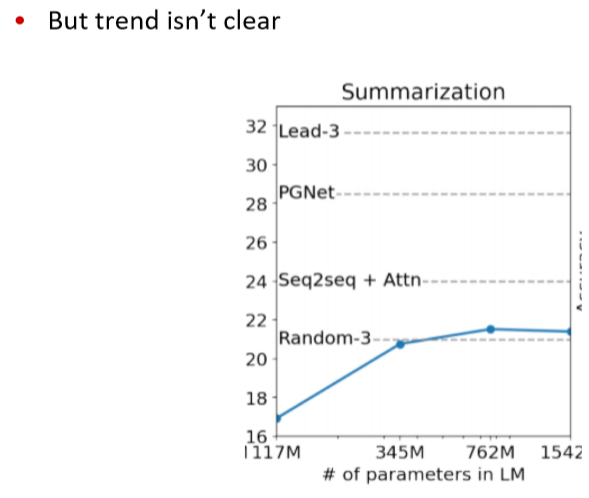 • But trend isn’t clear
Summarization
32
Lead-3
30
PGNet
28
26
24
Seq2seq + Attn
22
Random-3
20
18
16
117M 345M 762M 1542
# of parameters in LM